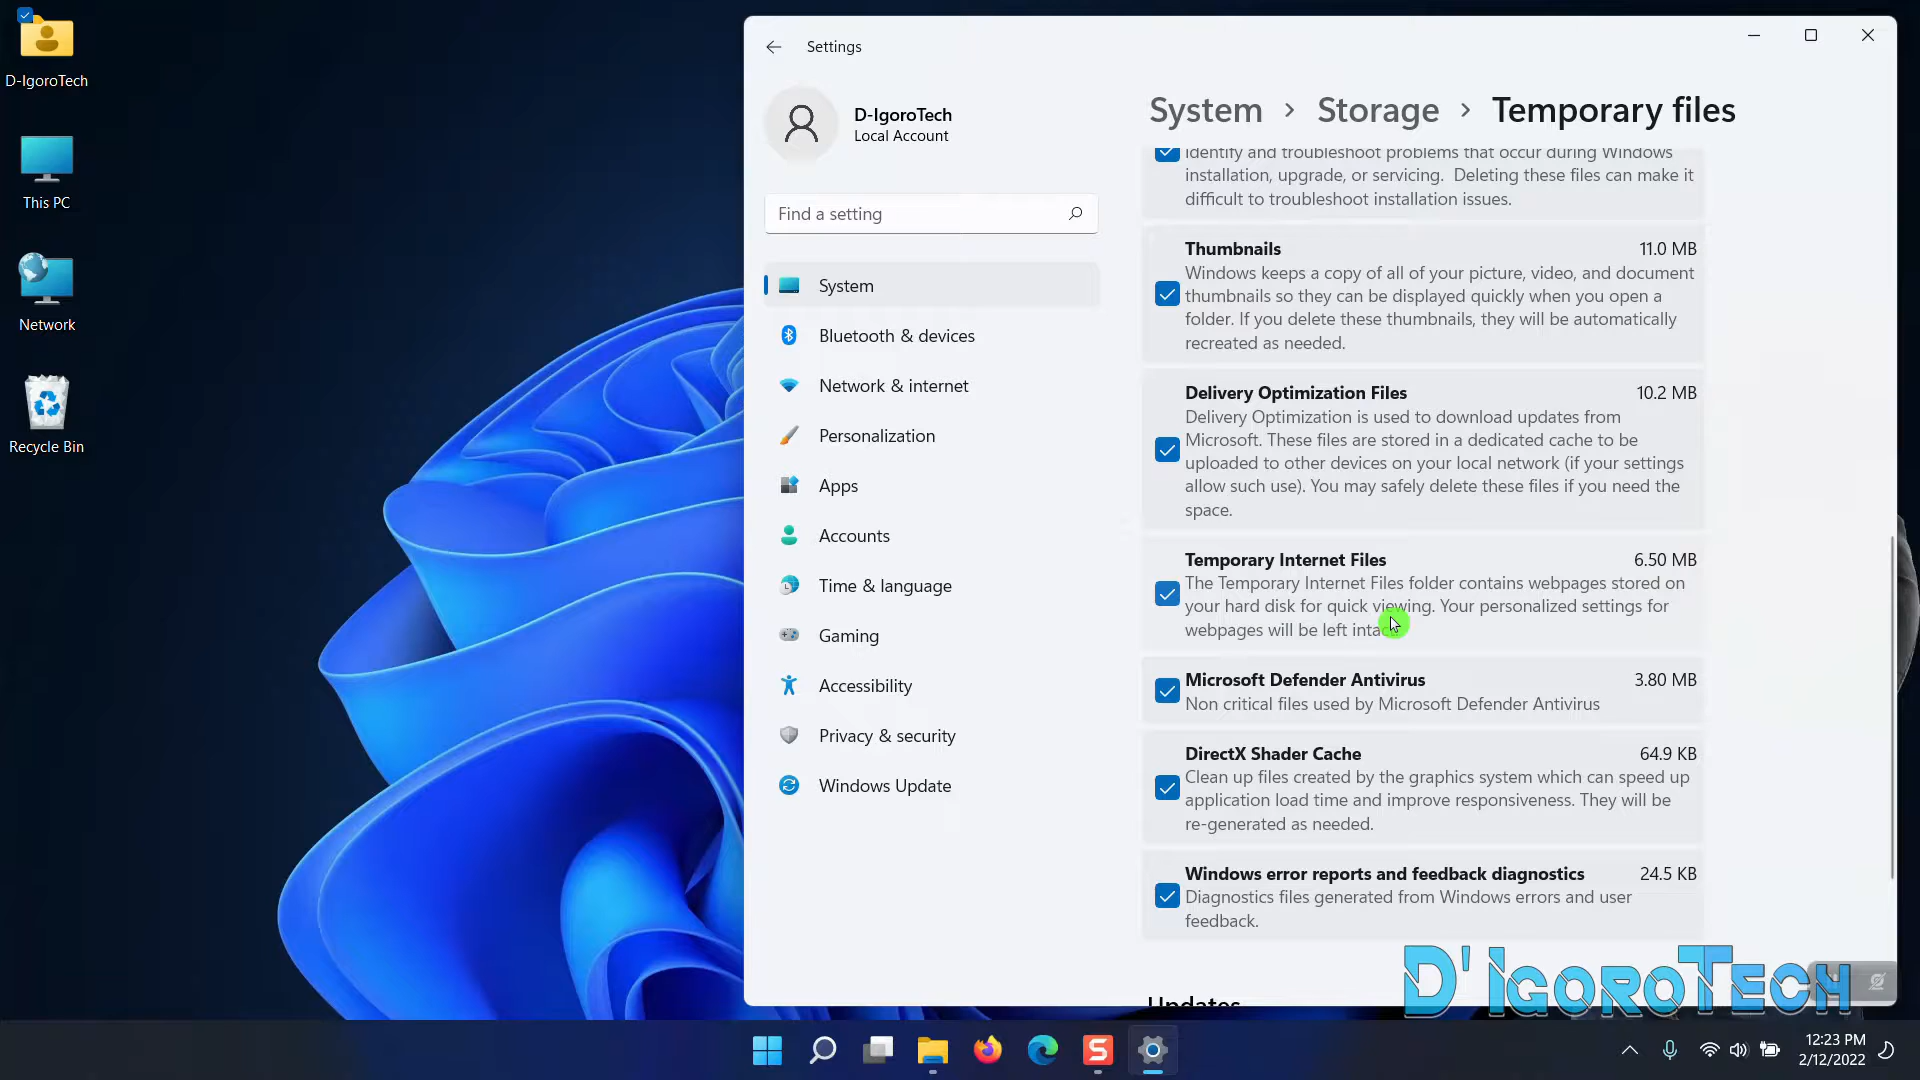 D-IgoroTech
This PC
Network
Recycle Bin
Settings
D-IgoroTech
Local Account
Find a setting
System
Bluetooth & devices
Network & internet
Personalization
Apps
Accounts
Time & language
Gaming
Accessibility
Privacy & security
Windows Update
System > Storage > Temporary files
identify and troubleshoot problems that occur during Windows
installation, upgrade, or servicing. Deleting these files can make it
difficult to troubleshoot installation issues.
Thumbnails 11.0 MB
Windows keeps a copy of all of your picture, video, and document
thumbnails so they can be displayed quickly when you open a
folder. If you delete these thumbnails, they will be automatically
recreated as needed.
Delivery Optimization Files 10.2 MB
Delivery Optimization is used to download updates from
Microsoft. These files are stored in a dedicated cache to be
uploaded to other devices on your local network (if your settings
allow such use). You may safely delete these files if you need the
space.
Temporary Internet Files 6.50 MB
The Temporary Internet Files folder contains webpages stored on
your hard disk for quick viewing. Your personalized settings for
webpages will be left intact.
Microsoft Defender Antivirus 3.80 MB
Non critical files used by Microsoft Defender Antivirus
DirectX Shader Cache 64.9 KB
Clean up files created by the graphics system which can speed up
application load time and improve responsiveness. They will be
re-generated as needed.
Windows error reports and feedback diagnostics 24.5 KB
Diagnostics files generated from Windows errors and user
feedback.
Updates
D'IgoroTech
12:23 PM
2/12/2022